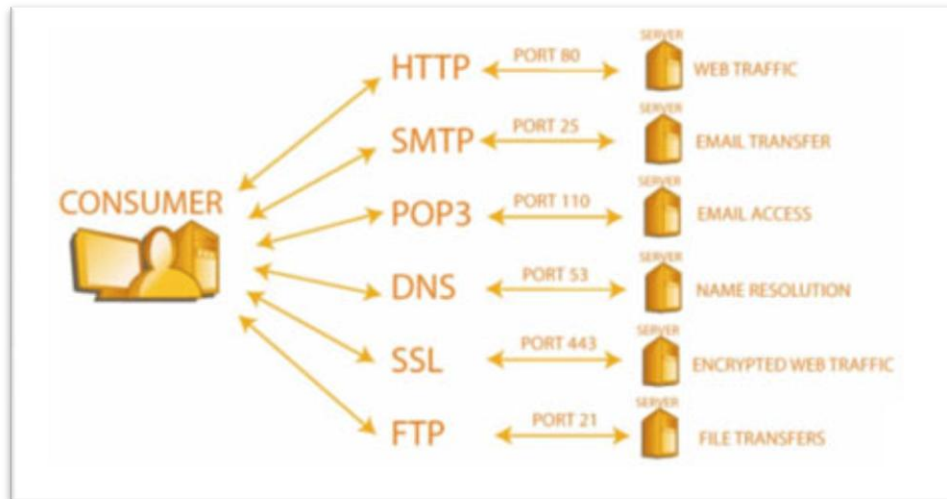 CONSUMER
HTTP
PORT 80
SERVER
WEB TRAFFIC
SMTP
PORT 25
SERVER
EMAIL TRANSFER
POP3
PORT 110
SERVER
EMAIL ACCESS
DNS
PORT 53
SERVER
NAME RESOLUTION
SSL
PORT 443
SERVER
ENCRYPTED WEB TRAFFIC
FTP
PORT 21
SERVER
FILE TRANSFERS